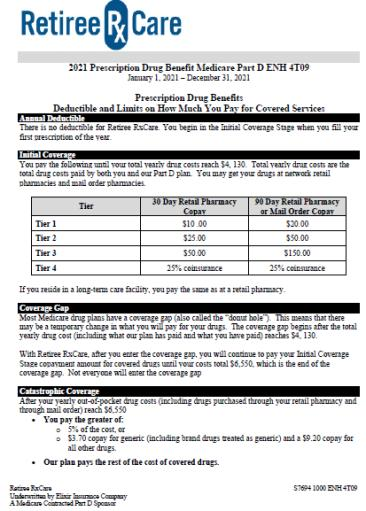 Retiree Rx Care
2021 Prescription Drug Benefit Medicare Part D ENH 4T09
January 1, 2021 – December 31, 2021
Prescription Drug Benefits
Deductible and Limits on How Much You Pay for Covered Services
Annual Deductible
There is no deductible for Retiree RxCare. You begin in the Initial Coverage Stage when you fill your
first prescription of the year.
Initial Coverage
You pay the following until your total yearly drug costs reach $4, 130. Total yearly drug costs are the
total drug costs paid by both you and our Part D plan. You may get your drugs at network retail
pharmacies and mail order pharmacies.
Tier 30 Day Retail Pharmacy Copay 90 Day Retail Pharmacy or Mail Order Copay
Tier 1 $10 .00 $20.00
Tier 2 $25.00 $50.00
Tier 3 $50.00 $150.00
Tier 4 25% coinsurance 25% coinsurance
If you reside in a long-term care facility, you pay the same as at a retail pharmacy.
Coverage Gap
Most Medicare drug plans have a coverage gap (also called the “donut hole”). This means that there
may be a temporary change in what you will pay for your drugs. The coverage gap begins after the total
yearly drug cost (including what our plan has paid and what you have paid) reaches $4, 130.
With Retiree RxCare, after you enter the coverage gap, you will continue to pay your Initial Coverage
Stage copayment amount for covered drugs until your costs total $6,550, which is the end of the
coverage gap. Not everyone will enter the coverage gap
Catastrophic Coverage
After your yearly out-of-pocket drug costs (including drugs purchased through your retail pharmacy and
through mail order) reach $6,550
• You pay the greater of:
o 5% of the cost, or
o $3.70 copay for generic (including brand drugs treated as generic) and a $9.20 copay for
all other drugs.
• Our plan pays the rest of the cost of covered drugs.
Retiree RxCare S7694 1000 ENH 4T09
Underwritten by Elixir Insurance Company
A Medicare Contracted Part D Sponsor